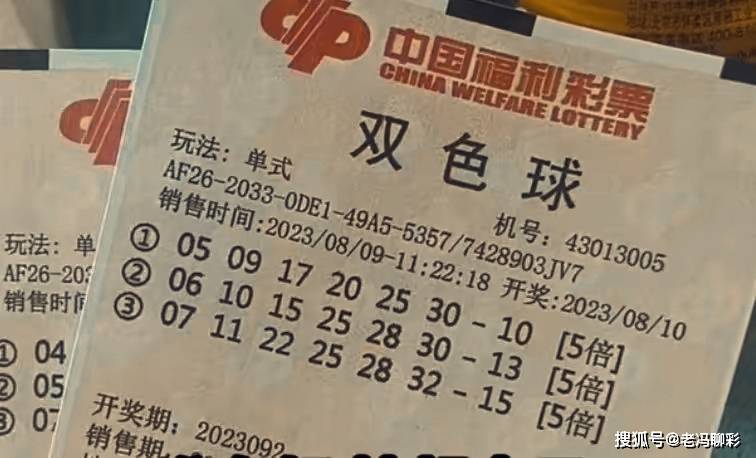 中国福利彩票
CHINA WELFARE LOTTERY
双色球
玩法: 单式
机号: 43013005
AF26-2033-0DE1-49A5-5357/7428903JV7
销售时间:2023/08/09-11:22:18 开奖:2023/08/10
① 05 09 17 20 25 30 - 10 [5倍]
② 06 10 15 25 28 30 - 13 [5倍]
③ 07 11 22 25 28 32 - 15 [5倍]
开奖期: 2023092
销售期:
玩法: 单
AF26-203
销售时间
① 04
② 05
③ 07
搜狐号@老冯聊彩